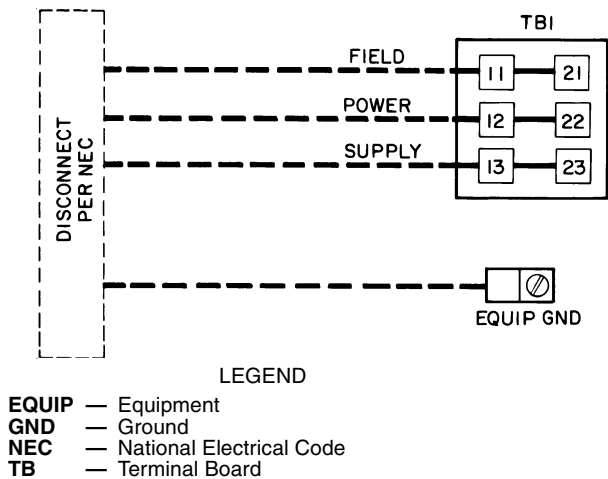 TB1
FIELD
11
21
POWER
12
22
SUPPLY
13
23
DISCONNECT
PER NEC
EQUIP GND
LEGEND
EQUIP — Equipment
GND — Ground
NEC — National Electrical Code
TB — Terminal Board